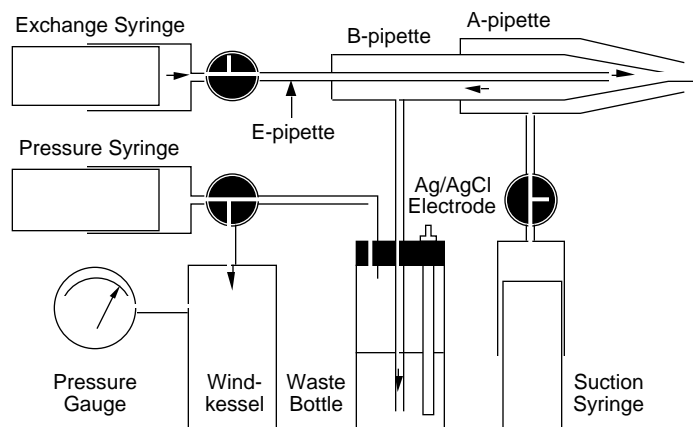 Exchange Syringe
A-pipette
B-pipette
E-pipette
Pressure Syringe
Ag/AgCl
Electrode
Pressure
Gauge
Wind-
kessel
Waste
Bottle
Suction
Syringe